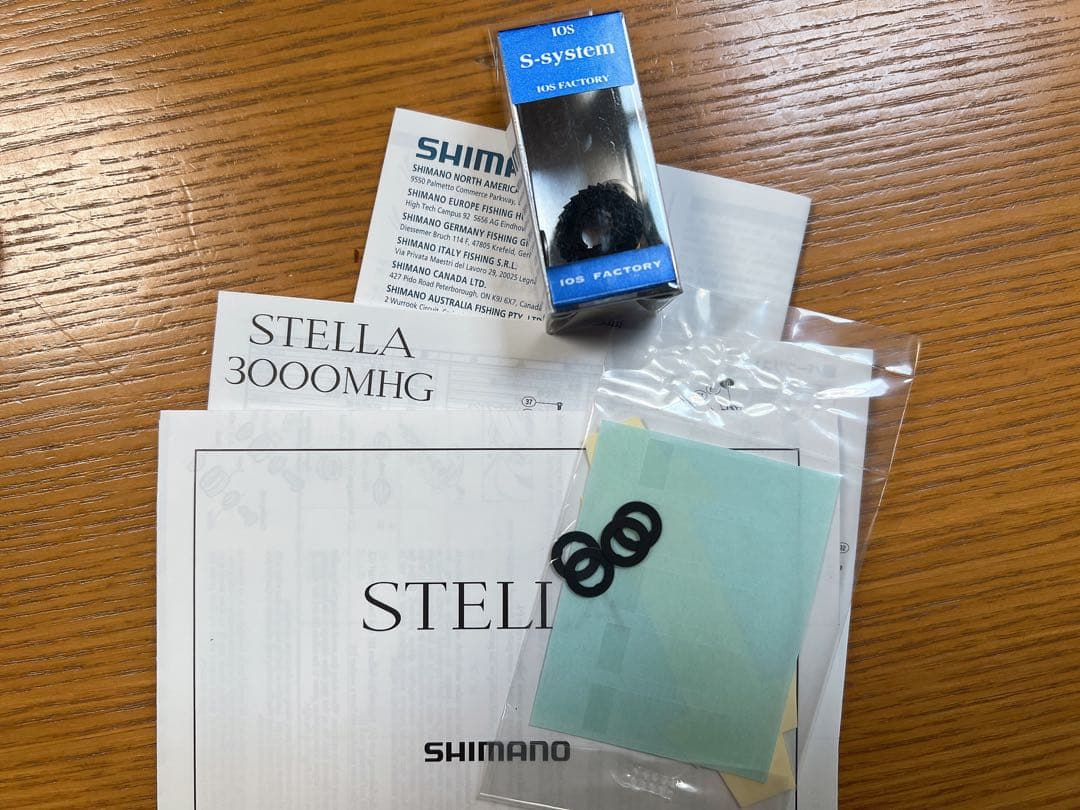 IOS
S-system
IOS FACTORY
IOS FACTORY
SHIMA
SHIMANO NORTH AMERICA
9550 Palmetto Commerce Parkway,
SHIMANO EUROPE FISHING H
High Tech Campus 92 5656 AG Eindhov
SHIMANO GERMANY FISHING G
Diessemer Bruch 114 F, 47805 Krefeld, Ger
SHIMANO ITALY FISHING S.R.L.
Via Privata Maestri del Lavoro 29, 20025 Legn
SHIMANO CANADA LTD.
427 Pido Road Peterborough, ON K9J 6X7, Canada
SHIMANO AUSTRALIA FISHING PTY. LTD
2 Wurrook Circuit,
STELLA
3000MHG
37
STELL
SHIMANO